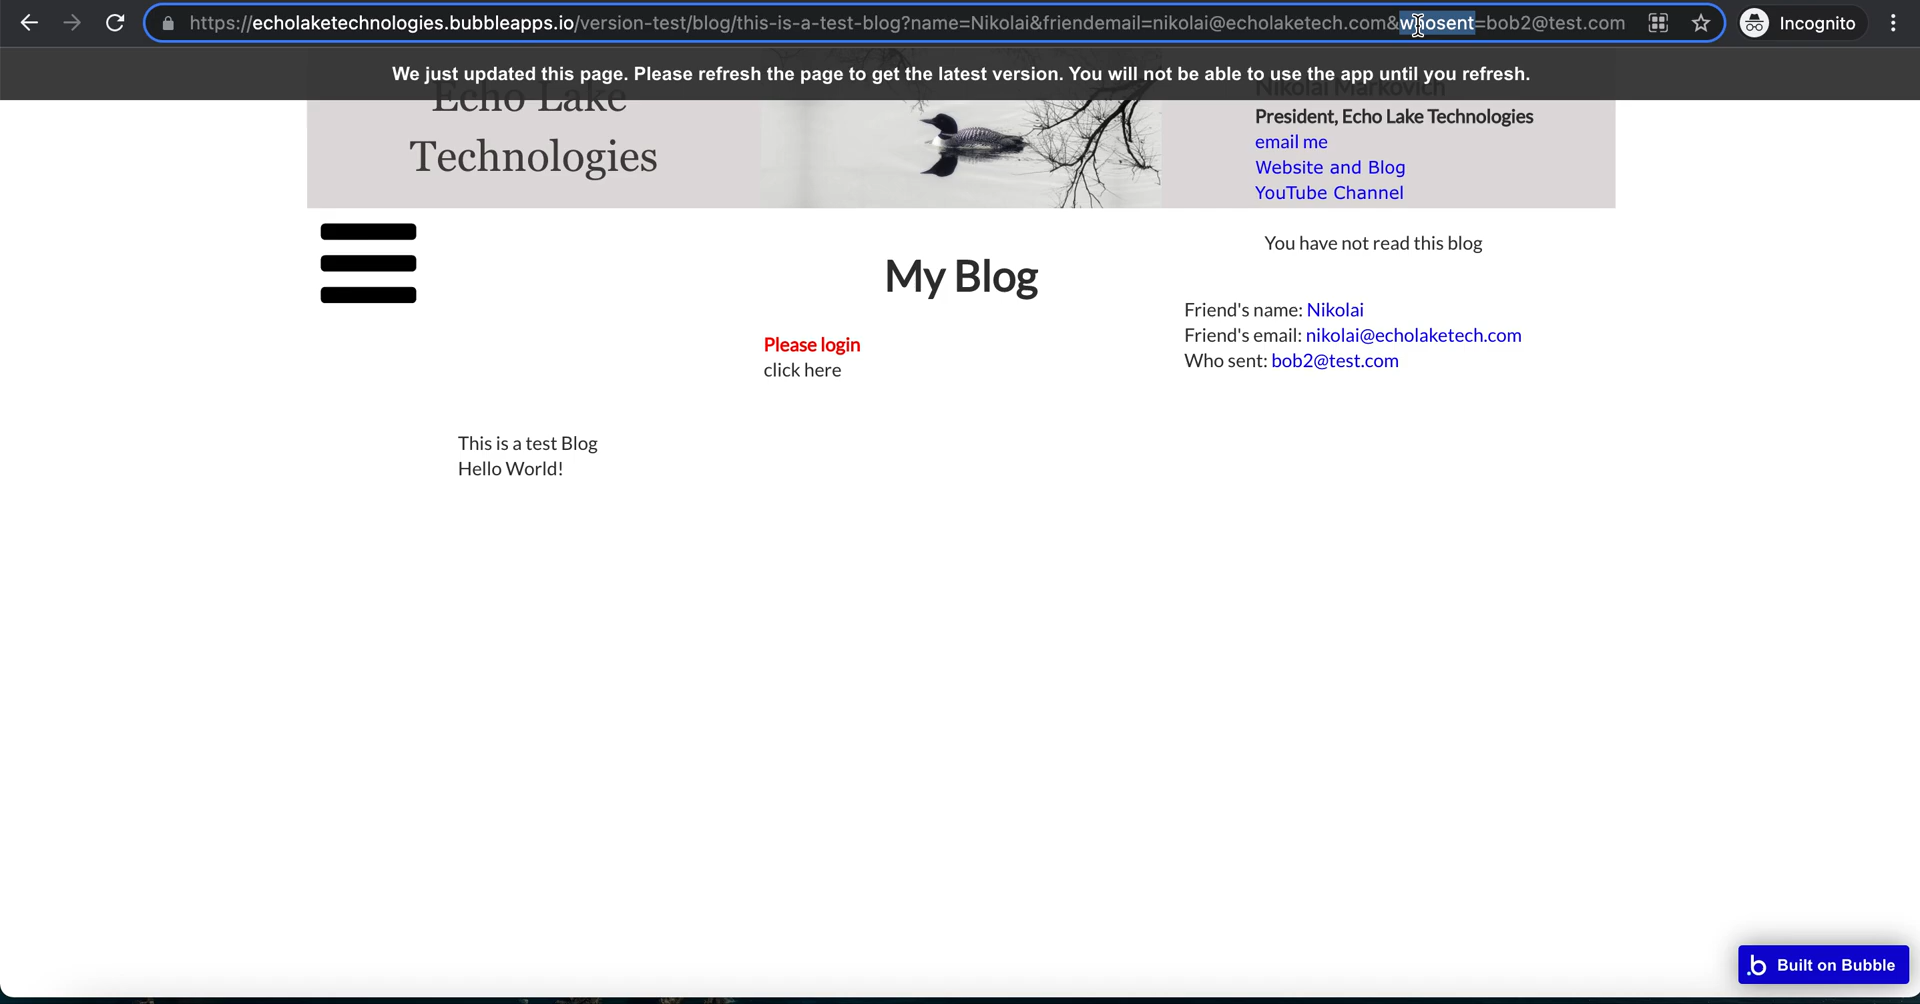 https://echolaketechnologies.bubbleapps.io/version-test/blog/this-is-a-test-blog?name=Nikolai&friendemail=nikolai@echolaketech.com&whosent=bob2@test.com
Incognito
We just updated this page. Please refresh the page to get the latest version. You will not be able to use the app until you refresh.
Echo Lake
Technologies
Nikolai Markovich
President, Echo Lake Technologies
email me
Website and Blog
YouTube Channel
You have not read this blog
My Blog
Friend's name: Nikolai
Friend's email: nikolai@echolaketech.com
Who sent: bob2@test.com
Please login
click here
This is a test Blog
Hello World!
b Built on Bubble